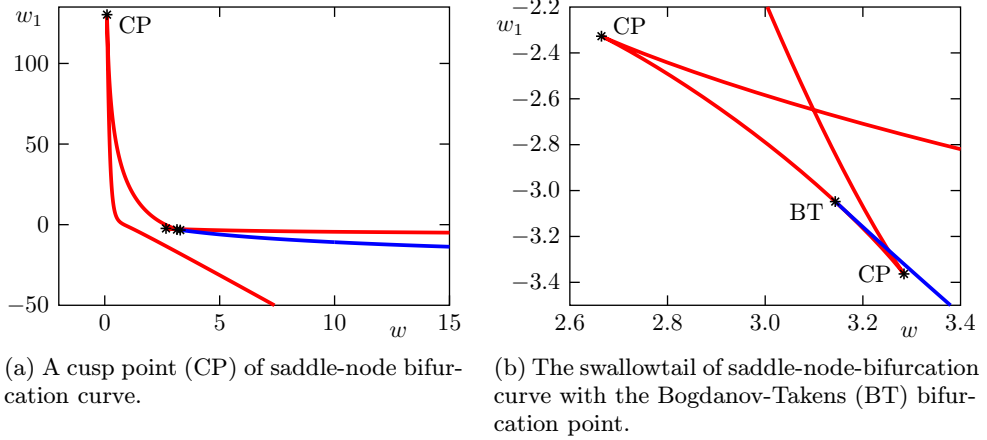 w₁
CP
100
50
0
−50
0
5
10
15
w
(a) A cusp point (CP) of saddle-node bifur-
cation curve.
−2.2
w₁
CP
−2.4
−2.6
−2.8
−3.0
BT
−3.2
CP
−3.4
2.6
2.8
3.0
3.2
w
3.4
(b) The swallowtail of saddle-node-bifurcation
curve with the Bogdanov-Takens (BT) bifur-
cation point.